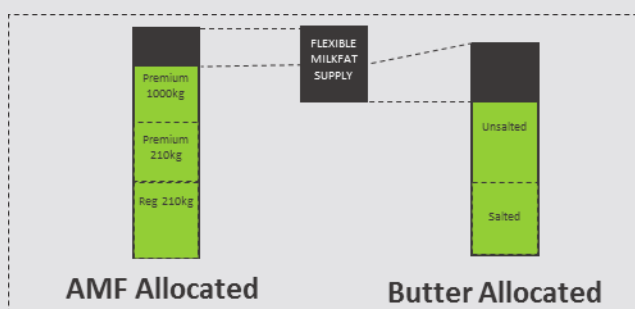 FLEXIBLE
MILKFAT
SUPPLY
Premium
1000kg
Premium
210kg
Reg 210kg
Unsalted
Salted
AMF Allocated
Butter Allocated